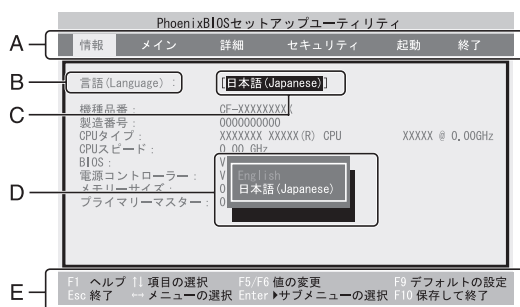 PhoenixBIOSセットアップユーティリティ
A
情報 メイン 詳細 セキュリティ 起動 終了
B
言語(Language) : [日本語(Japanese)]
C
機種品番 : CF-XXXXXXXX
製造番号 : 0000000000
CPUタイプ : XXXXXXX XXXXX(R) CPU XXXXX @ 0.00GHz
CPUスピード : 0.00 GHz
BIOS : V
電源コントローラー : V
メモリーサイズ : 0
プライマリーマスター : 0
D
English
日本語(Japanese)
E
F1 ヘルプ ↑↓ 項目の選択 F5/F6 値の変更 F9 デフォルトの設定
Esc 終了 ←→ メニューの選択 Enter ▶サブメニューの選択 F10 保存して終了